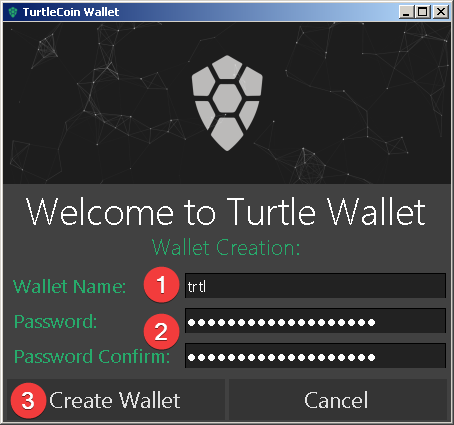 TurtleCoin Wallet
Welcome to Turtle Wallet
Wallet Creation:
Wallet Name: 1 trtl
Password: ●●●●●●●●●●●●●●●●●●●
2
Password Confirm: ●●●●●●●●●●●●●●●●●●●
3 Create Wallet Cancel